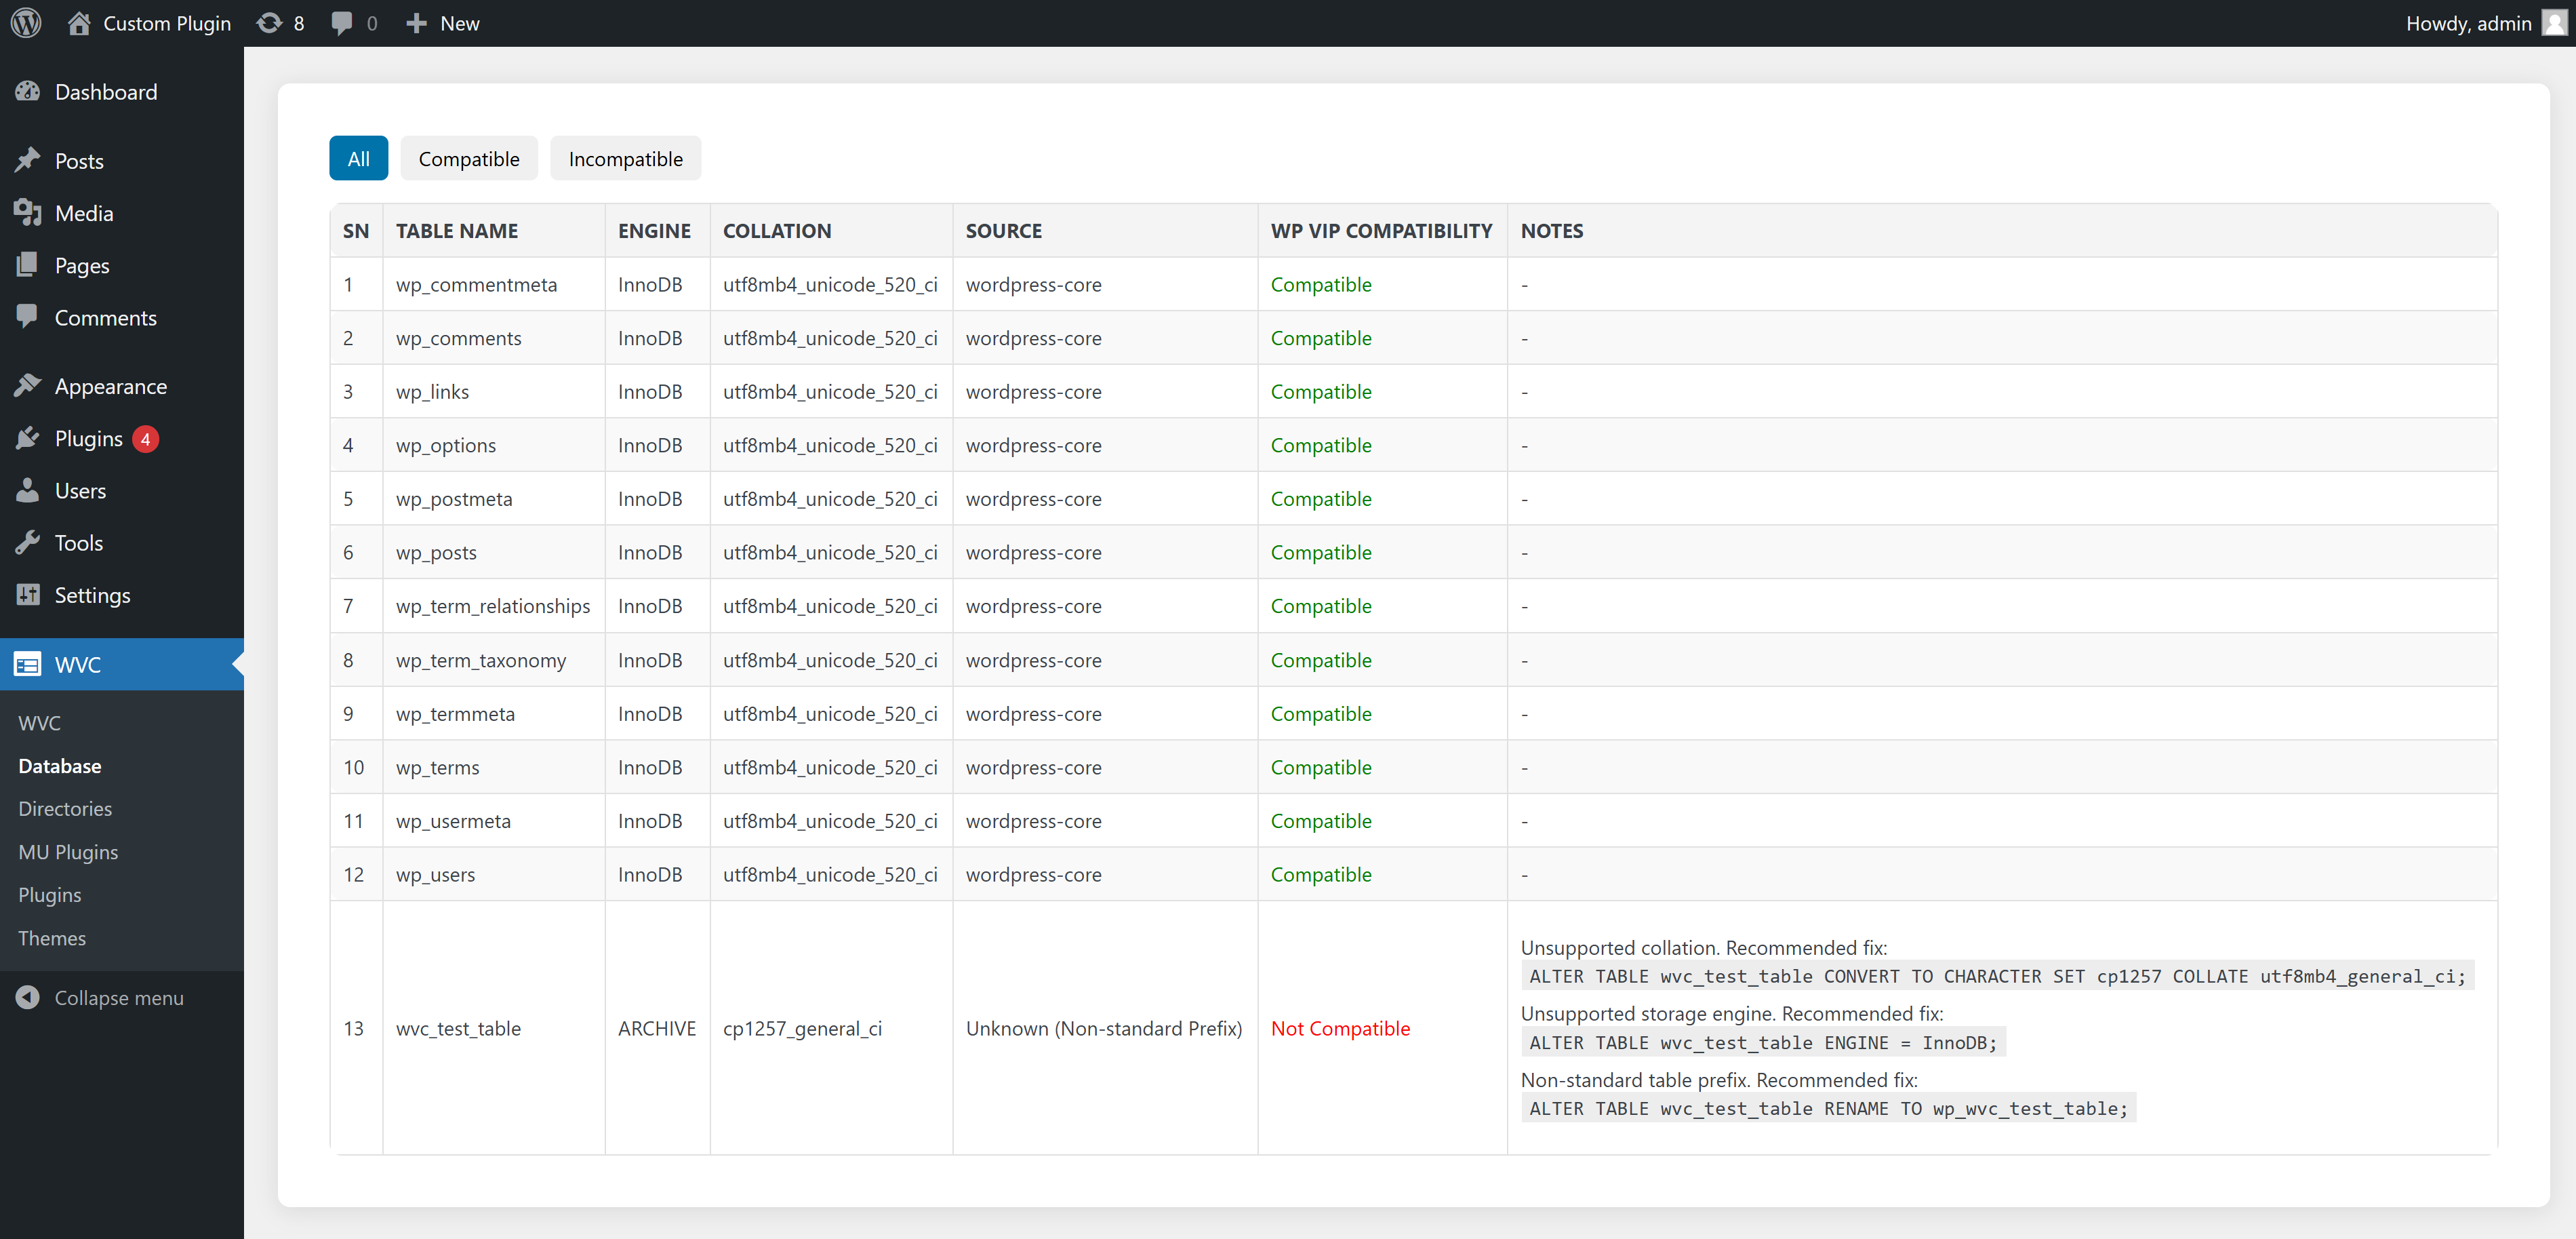 Custom Plugin 8 0 New Howdy, admin
Dashboard
Posts
Media
Pages
Comments
Appearance
Plugins 4
Users
Tools
Settings
WVC
WVC
Database
Directories
MU Plugins
Plugins
Themes
Collapse menu
All Compatible Incompatible
SN TABLE NAME ENGINE COLLATION SOURCE WP VIP COMPATIBILITY NOTES
1 wp_commentmeta InnoDB utf8mb4_unicode_520_ci wordpress-core Compatible -
2 wp_comments InnoDB utf8mb4_unicode_520_ci wordpress-core Compatible -
3 wp_links InnoDB utf8mb4_unicode_520_ci wordpress-core Compatible -
4 wp_options InnoDB utf8mb4_unicode_520_ci wordpress-core Compatible -
5 wp_postmeta InnoDB utf8mb4_unicode_520_ci wordpress-core Compatible -
6 wp_posts InnoDB utf8mb4_unicode_520_ci wordpress-core Compatible -
7 wp_term_relationships InnoDB utf8mb4_unicode_520_ci wordpress-core Compatible -
8 wp_term_taxonomy InnoDB utf8mb4_unicode_520_ci wordpress-core Compatible -
9 wp_termmeta InnoDB utf8mb4_unicode_520_ci wordpress-core Compatible -
10 wp_terms InnoDB utf8mb4_unicode_520_ci wordpress-core Compatible -
11 wp_usermeta InnoDB utf8mb4_unicode_520_ci wordpress-core Compatible -
12 wp_users InnoDB utf8mb4_unicode_520_ci wordpress-core Compatible -
13 wvc_test_table ARCHIVE cp1257_general_ci Unknown (Non-standard Prefix) Not Compatible
Unsupported collation. Recommended fix:
ALTER TABLE wvc_test_table CONVERT TO CHARACTER SET cp1257 COLLATE utf8mb4_general_ci;
Unsupported storage engine. Recommended fix:
ALTER TABLE wvc_test_table ENGINE = InnoDB;
Non-standard table prefix. Recommended fix:
ALTER TABLE wvc_test_table RENAME TO wp_wvc_test_table;